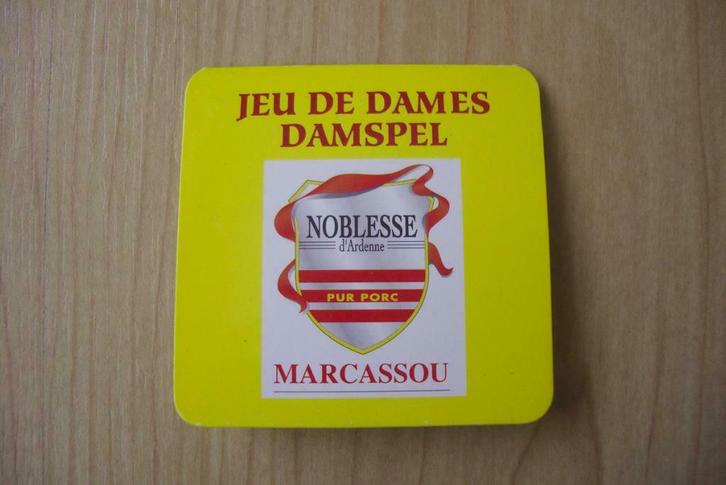 JEU DE DAMES
DAMSPEL
NOBLESSE
d'Ardenne
PUR PORC
MARCASSOU